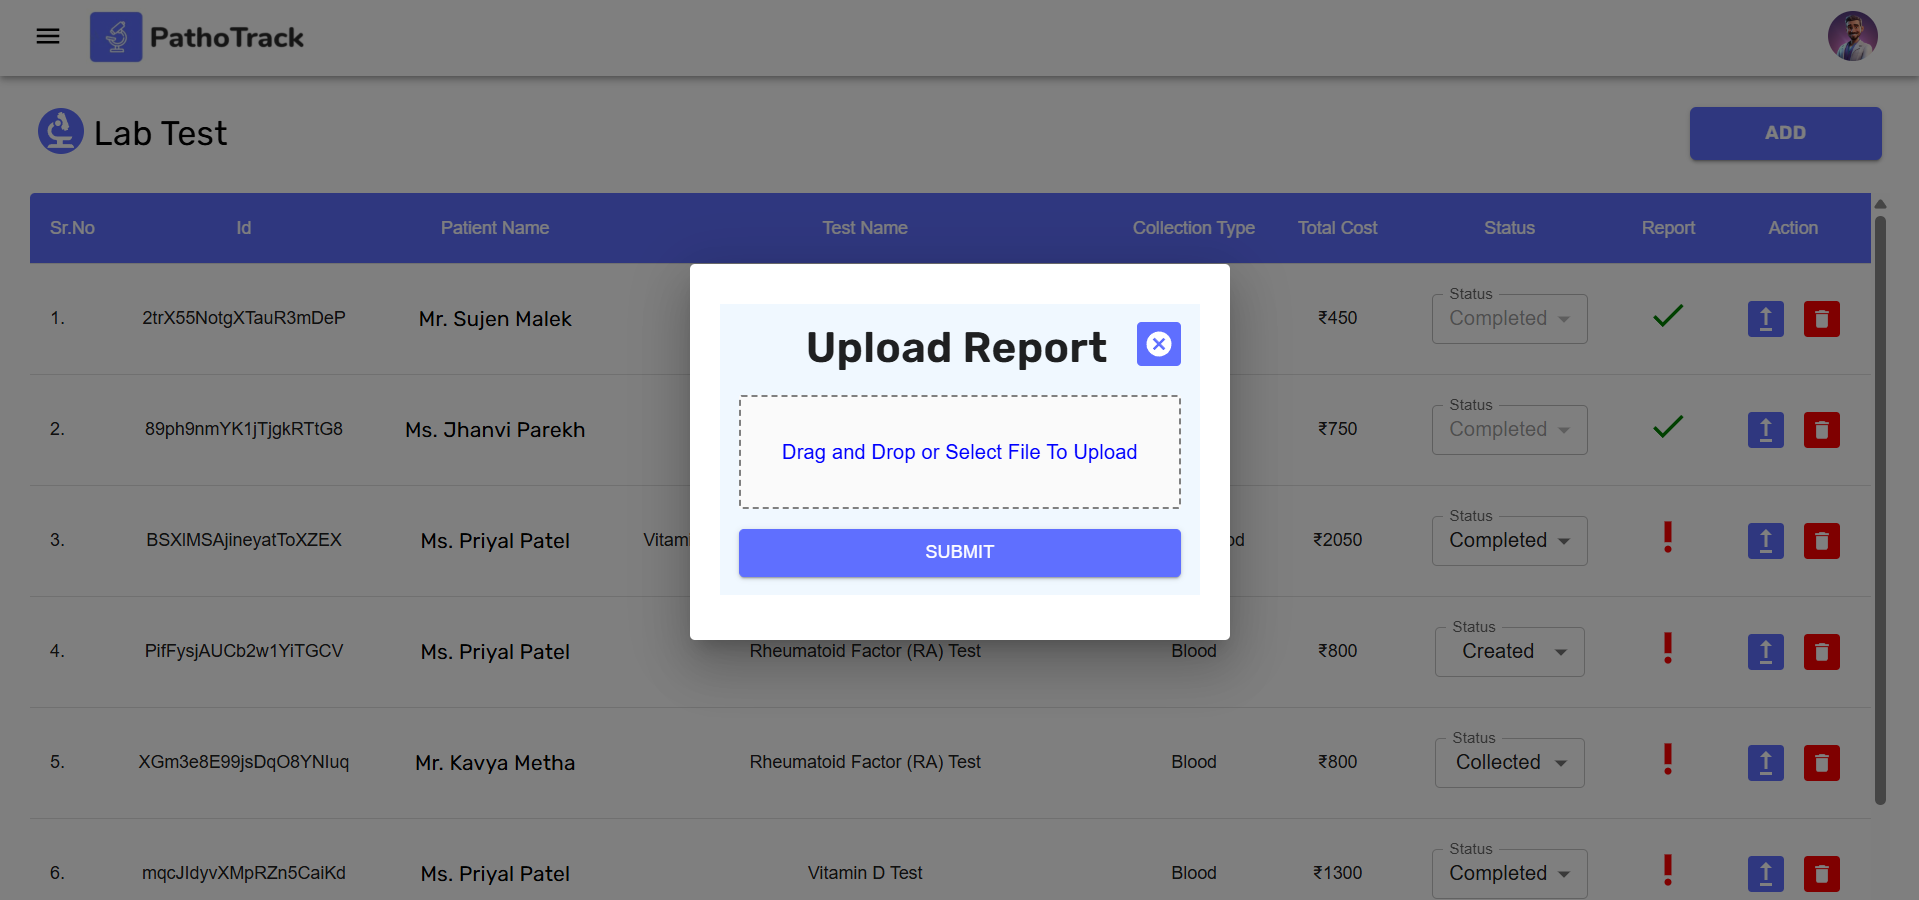 PathoTrack
Lab Test
ADD
Sr.No Id Patient Name Test Name Collection Type Total Cost Status Report Action
1. 2trX55NotgXTauR3mDeP Mr. Sujen Malek ₹450 Status Completed
2. 89ph9nmYK1jTjgkRTtG8 Ms. Jhanvi Parekh ₹750 Status Completed
3. BSXIMSAjineyatToXZEX Ms. Priyal Patel ₹2050 Status Completed
4. PifFysjAUCb2w1YiTGCV Ms. Priyal Patel Rheumatoid Factor (RA) Test Blood ₹800 Status Created
5. XGm3e8E99jsDqO8YNluq Mr. Kavya Metha Rheumatoid Factor (RA) Test Blood ₹800 Status Collected
6. mqcJIdyvXMpRZn5CaiKd Ms. Priyal Patel Vitamin D Test Blood ₹1300 Status Completed
Upload Report
Drag and Drop or Select File To Upload
SUBMIT